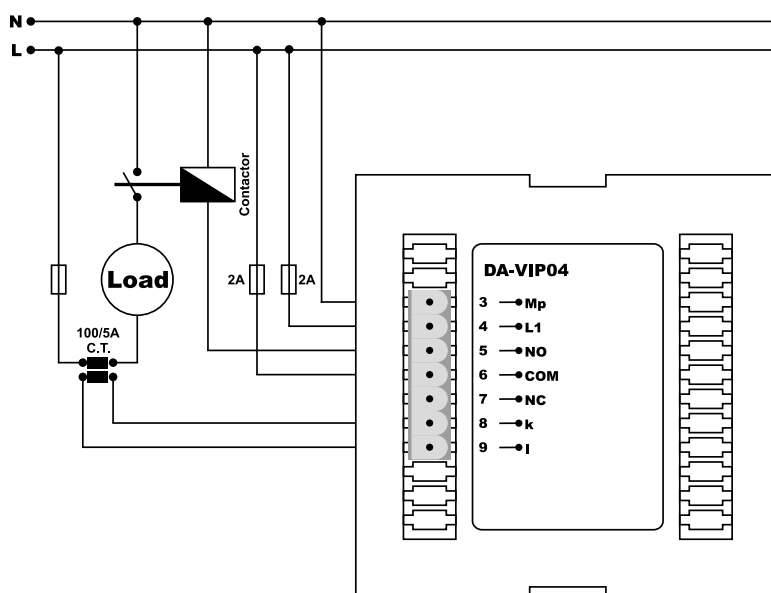 N
L
Contactor
2A
2A
Load
100/5A
C.T.
DA-VIP04
3 Mp
4 L1
5 NO
6 COM
7 NC
8 k
9 l